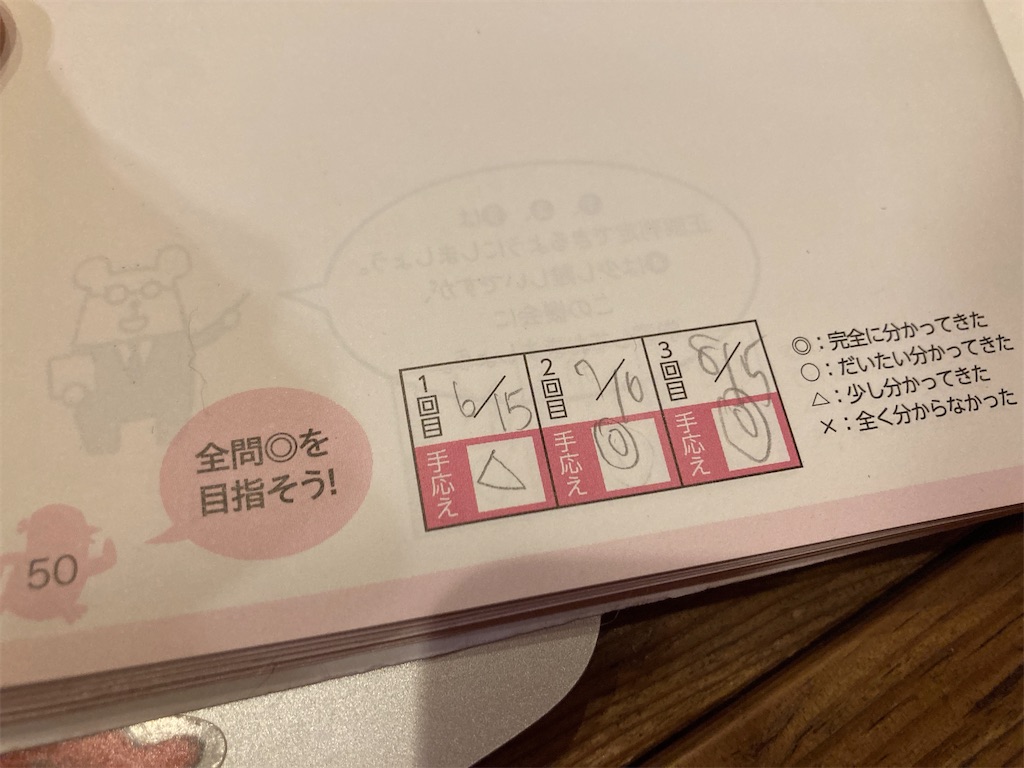 全問◎を
目指そう!
50
1回目 6/15
手応え △
2回目 7/16
手応え ◎
3回目
手応え ◎
◎:完全に分かってきた
○:だいたい分かってきた
△:少し分かってきた
×:全く分からなかった